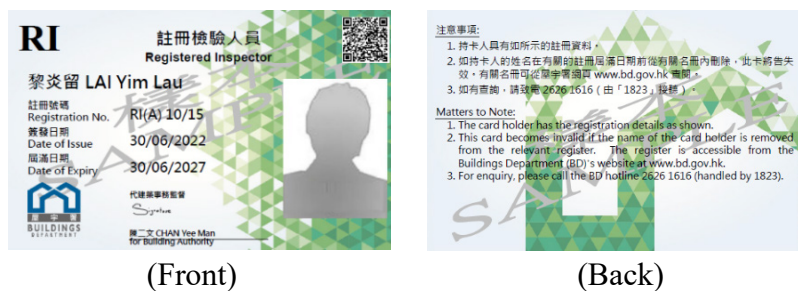 RI
註冊檢驗人員
Registered Inspector
黎炎留 LAI Yim Lau
註冊號碼
Registration No.
RI(A) 10/15
簽發日期
Date of Issue
30/06/2022
屆滿日期
Date of Expiry
30/06/2027
代建築事務監督
Signature
陳二文 CHAN Yee Man
for Building Authority
屋宇署
BUILDINGS
DEPARTMENT
樣本
SAMPLE
(Front)
注意事項:
1. 持卡人具有如所示的註冊資料。
2. 如持卡人的姓名在有關的註冊屆滿日期前從有關名冊內刪除，此卡將告失
效。有關名冊可從屋宇署網頁 www.bd.gov.hk 查閱。
3. 如有查詢，請致電 2626 1616 (由「1823」接聽)。
Matters to Note:
1. The card holder has the registration details as shown.
2. This card becomes invalid if the name of the card holder is removed
from the relevant register. The register is accessible from the
Buildings Department (BD)'s website at www.bd.gov.hk.
3. For enquiry, please call the BD hotline 2626 1616 (handled by 1823).
樣本
SAMPLE
(Back)